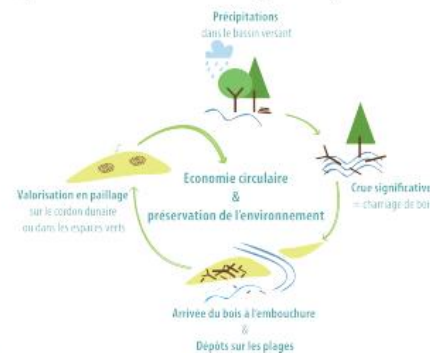 Précipitations
dans le bassin versant
Crue significative
= charriage de boi
Arrivée du bois à l'embouchure
&
Dépôts sur les plages
Valorisation en paillage
sur le cordon dunaire
ou dans les espaces verts
Economie circulaire
&
préservation de l'environnement